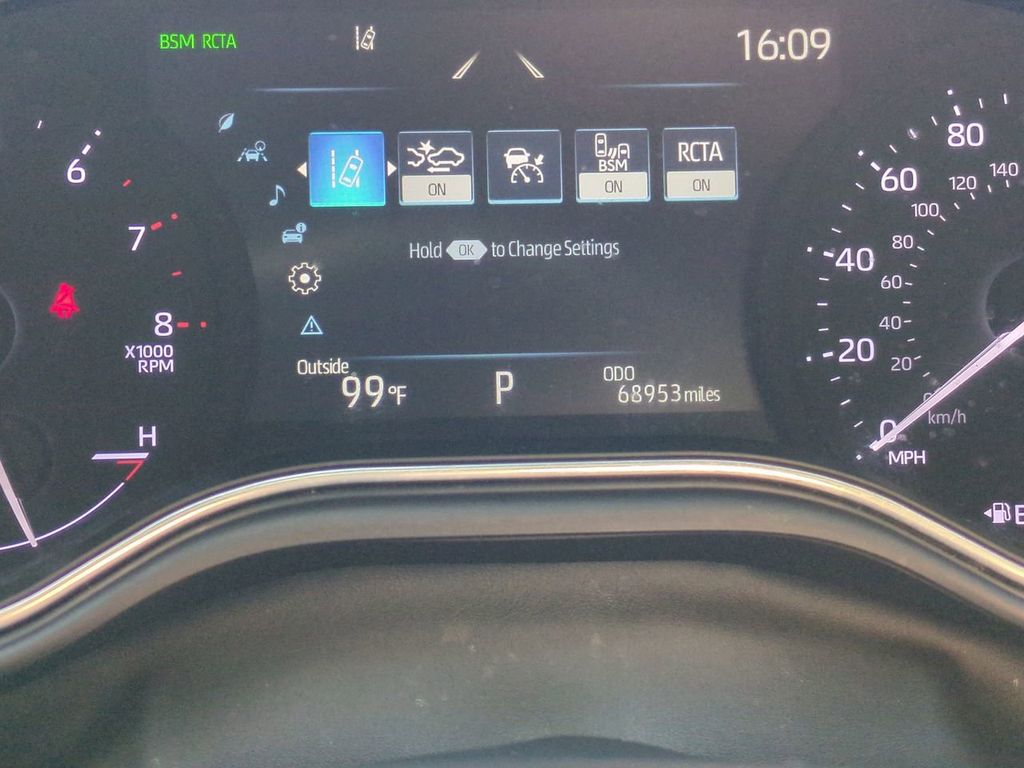 BSM RCTA
16:09
6
7
8
X1000
RPM
H
ON
BSM
ON
RCTA
ON
Hold OK to Change Settings
Outside
99°F
P
ODO
68953 miles
80
60
40
20
0
MPH
140
120
100
80
60
40
20
0
km/h
E